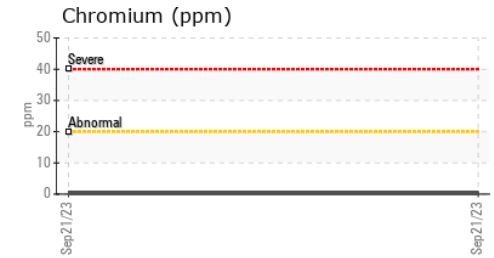 Chromium (ppm)
50
Severe
40
30
ppm
Abnormal
20
10
0
Sep21/23
Sep21/23